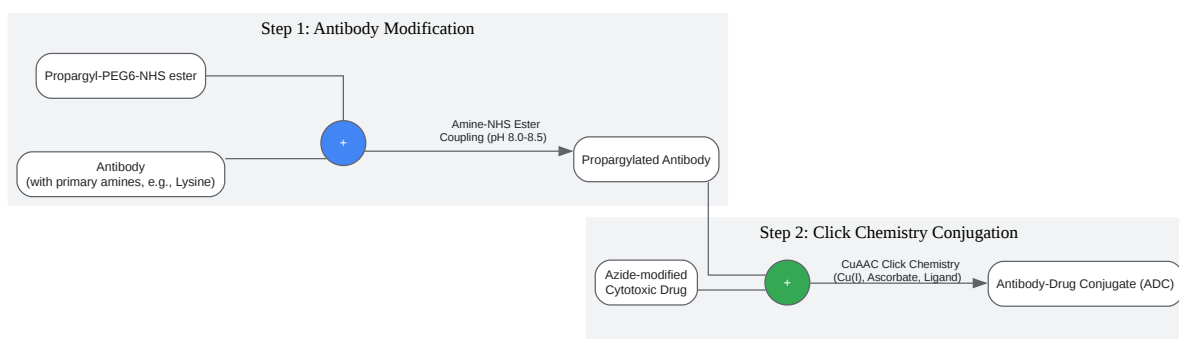 Step 1: Antibody Modification
Propargyl-PEG6-NHS ester
Antibody
(with primary amines, e.g., Lysine)
+
Amine-NHS Ester
Coupling (pH 8.0-8.5)
Propargylated Antibody
Step 2: Click Chemistry Conjugation
Azide-modified
Cytotoxic Drug
+
CuAAC Click Chemistry
(Cu(I), Ascorbate, Ligand)
Antibody-Drug Conjugate (ADC)